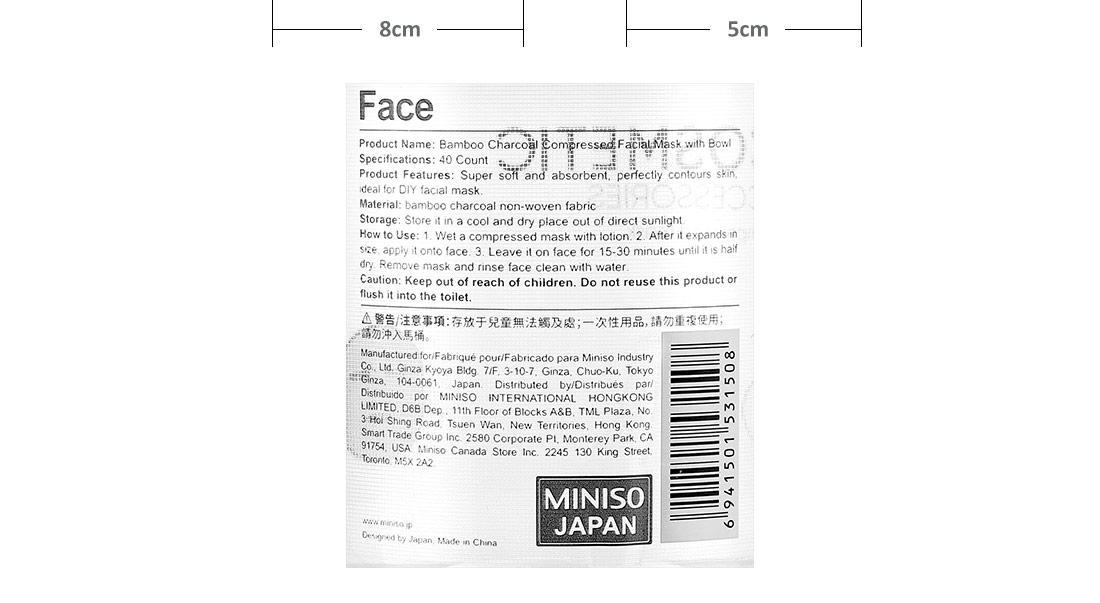 8cm 5cm
Face
COSMETIC
ACCESSORIES
Product Name: Bamboo Charcoal Compressed Facial Mask with Bowl
Specifications: 40 Count
Product Features: Super soft and absorbent, perfectly contours skin,
ideal for DIY facial mask.
Material: bamboo charcoal non-woven fabric
Storage: Store it in a cool and dry place out of direct sunlight.
How to Use: 1. Wet a compressed mask with lotion. 2. After it expands in
size, apply it onto face. 3. Leave it on face for 15-30 minutes until it is half
dry. Remove mask and rinse face clean with water.
Caution: Keep out of reach of children. Do not reuse this product or
flush it into the toilet.
⚠ 警告/注意事項：存放于兒童無法觸及處；一次性用品，請勿重複使用；
請勿沖入馬桶。
Manufactured for/Fabriqué pour/Fabricado para Miniso Industry
Co., Ltd. Ginza Kyoya Bldg. 7/F, 3-10-7, Ginza, Chuo-Ku, Tokyo
Ginza, 104-0061, Japan. Distributed by/Distribués par/
Distribuido por MINISO INTERNATIONAL HONGKONG
LIMITED, D6B Dep., 11th Floor of Blocks A&B, TML Plaza, No.
3 Hoi Shing Road, Tsuen Wan, New Territories, Hong Kong.
Smart Trade Group Inc. 2580 Corporate Pl, Monterey Park, CA
91754, USA. Miniso Canada Store Inc. 2245 130 King Street,
Toronto, M5X 2A2.
6 941501 531508
MINISO
JAPAN
www.miniso.jp
Designed by Japan, Made in China